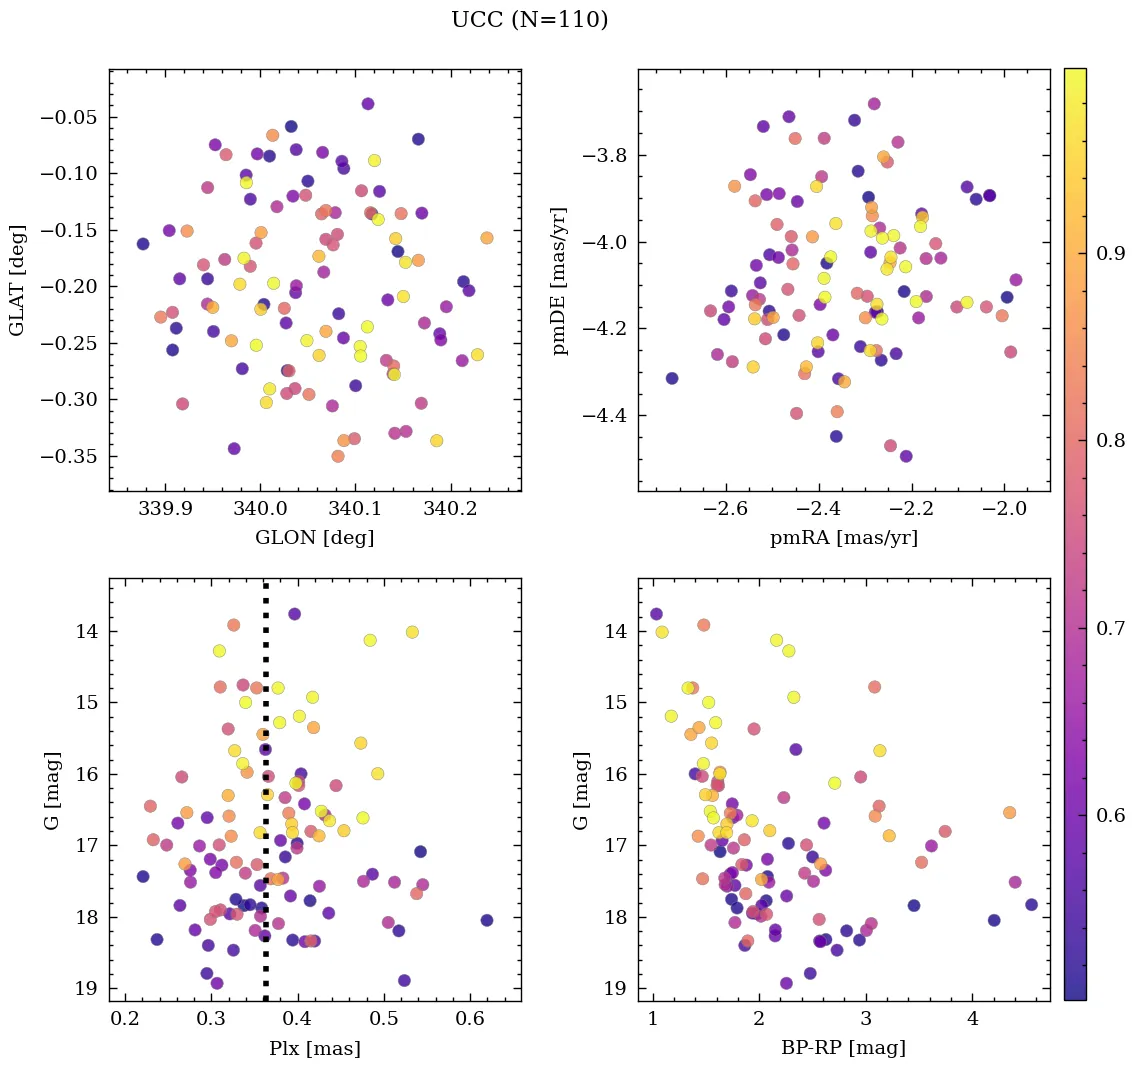 UCC (N=110)
−0.05
−0.10
−0.15
−0.20
−0.25
−0.30
−0.35
GLAT [deg]
339.9 340.0 340.1 340.2
GLON [deg]
−3.8
−4.0
−4.2
−4.4
pmDE [mas/yr]
−2.6 −2.4 −2.2 −2.0
pmRA [mas/yr]
0.9
0.8
0.7
0.6
14
15
16
17
18
19
G [mag]
0.2 0.3 0.4 0.5 0.6
Plx [mas]
14
15
16
17
18
19
G [mag]
1 2 3 4
BP-RP [mag]